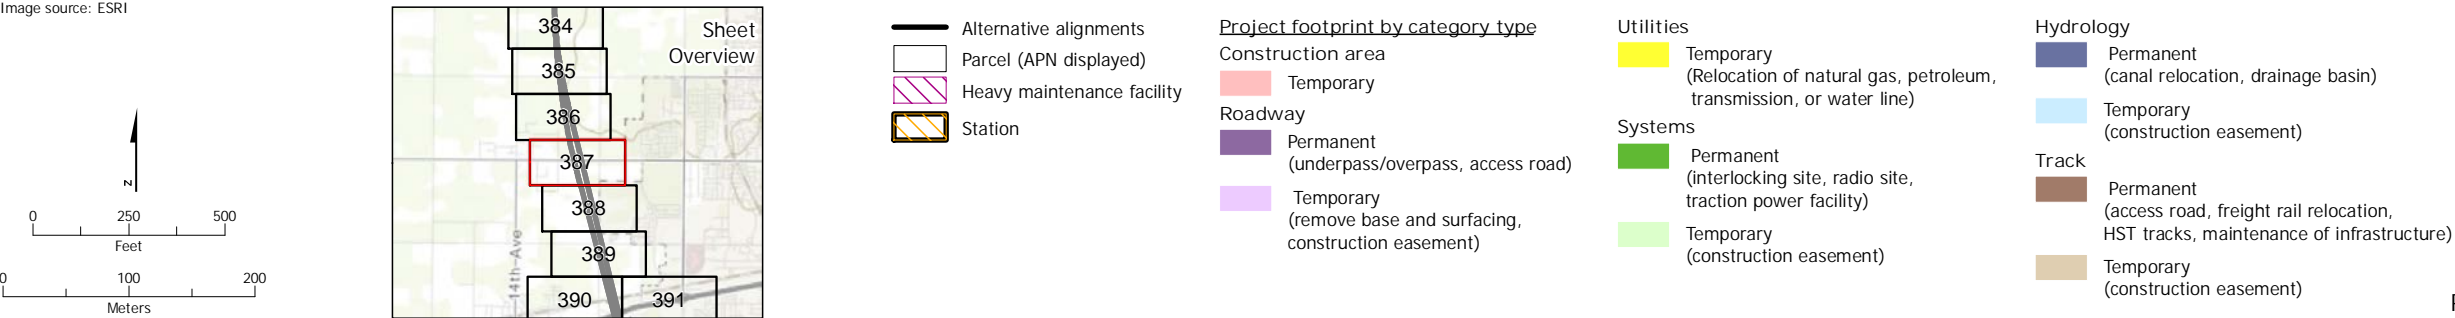 Image source: ESRI
N
0 250 500
Feet
0 100 200
Meters
Sheet
Overview
384
385
386
387
388
389
390
391
14th-Ave
Alternative alignments
Parcel (APN displayed)
Heavy maintenance facility
Station
Project footprint by category type
Construction area
Temporary
Roadway
Permanent
(underpass/overpass, access road)
Temporary
(remove base and surfacing,
construction easement)
Utilities
Temporary
(Relocation of natural gas, petroleum,
transmission, or water line)
Systems
Permanent
(interlocking site, radio site,
traction power facility)
Temporary
(construction easement)
Hydrology
Permanent
(canal relocation, drainage basin)
Temporary
(construction easement)
Track
Permanent
(access road, freight rail relocation,
HST tracks, maintenance of infrastructure)
Temporary
(construction easement)